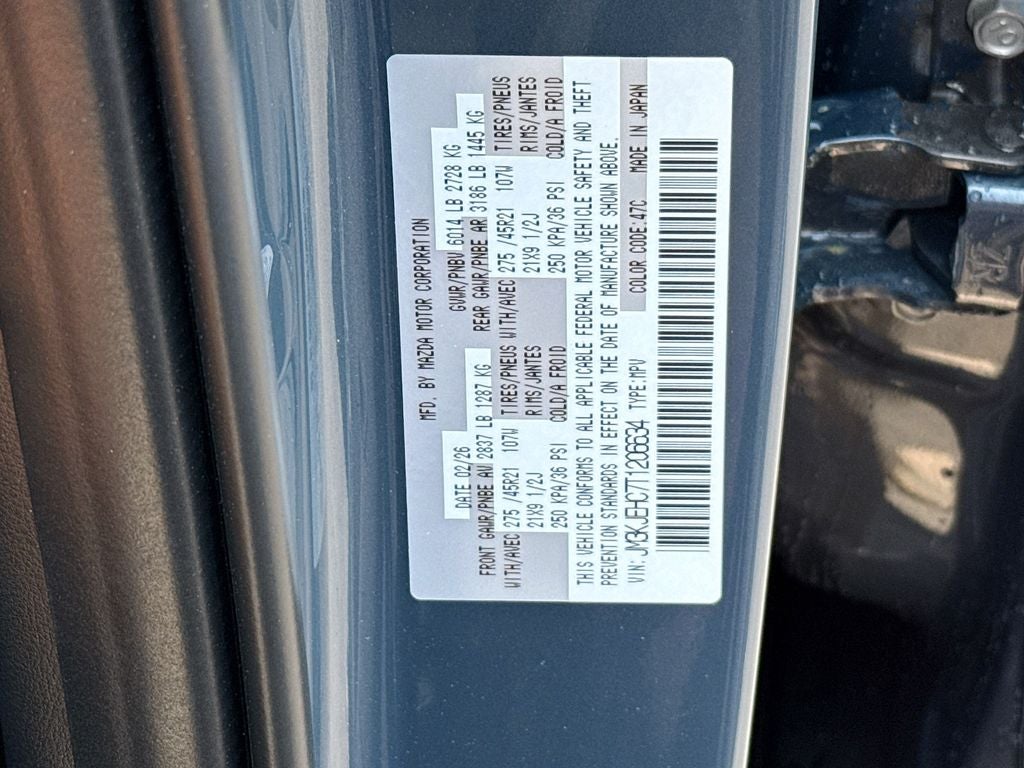 MFD. BY MAZDA MOTOR CORPORATION
DATE 02/26 GVWR/PNBV 6014 LB 2728 KG
FRONT GAWR/PNBE AV 2837 LB 1287 KG REAR GAWR/PNBE AR 3186 LB 1445 KG
WITH/AVEC 275 /45R21 107W TIRES/PNEUS WITH/AVEC 275 /45R21 107W TIRES/PNEUS
21X9 1/2J RIMS/JANTES 21X9 1/2J RIMS/JANTES
250 KPA/36 PSI COLD/A FROID 250 KPA/36 PSI COLD/A FROID
THIS VEHICLE CONFORMS TO ALL APPLICABLE FEDERAL MOTOR VEHICLE SAFETY AND THEFT
PREVENTION STANDARDS IN EFFECT ON THE DATE OF MANUFACTURE SHOWN ABOVE.
VIN: JM3KJEHC7T1206634 TYPE:MPV COLOR CODE:47C MADE IN JAPAN
7R